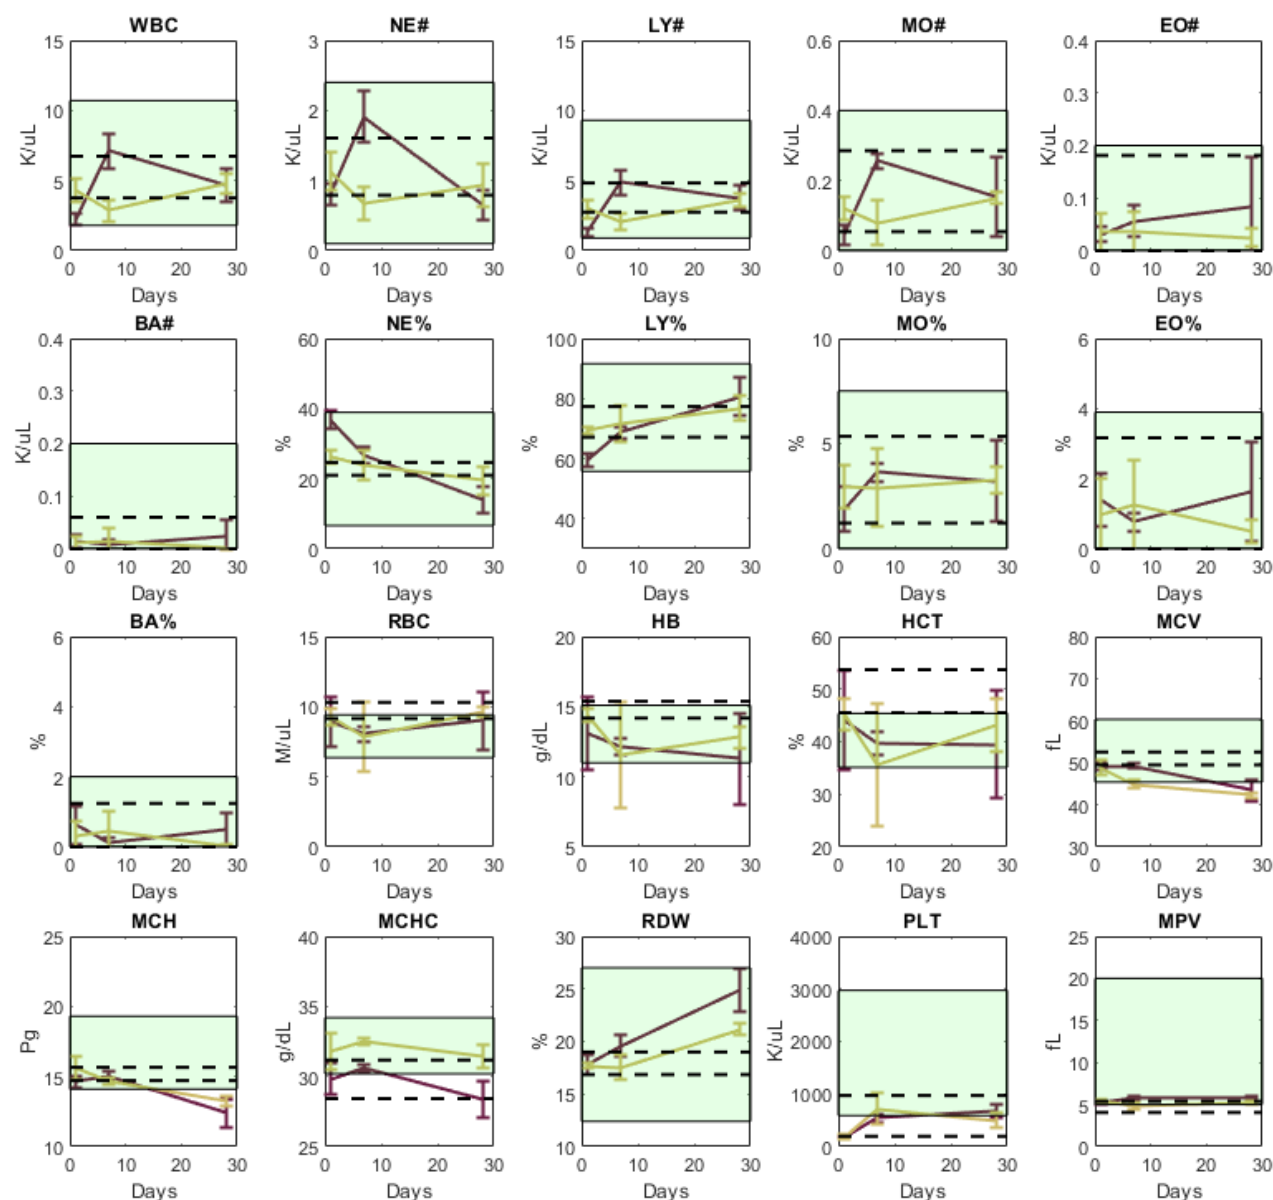 WBC NE# LY# MO# EO#
15 3 15 0.6 0.4
0.3
10 2 10 0.4
K/uL K/uL K/uL K/uL K/uL
0.2
5 1 5 0.2
0.1
0 0 0 0 0
0 10 20 30 0 10 20 30 0 10 20 30 0 10 20 30 0 10 20 30
Days Days Days Days Days
BA# NE% LY% MO% EO%
0.4 60 100 10 6
0.3
80
40 4
K/uL % % % %
0.2 5
60
20 2
0.1
40
0 0 0 0
0 10 20 30 0 10 20 30 0 10 20 30 0 10 20 30 0 10 20 30
Days Days Days Days Days
BA% RBC HB HCT MCV
6 15 20 60 80
70
50
4 10 15 60
% M/uL g/dL % fL
40
50
2 5 10
30 40
0 0 5 20 30
0 10 20 30 0 10 20 30 0 10 20 30 0 10 20 30 0 10 20 30
Days Days Days Days Days
MCH MCHC RDW PLT MPV
25 40 30 4000 25
25 3000 20
20 35
Pg g/dL % K/uL fL
20 2000 15
15 30 10
15 1000 5
10 25 10 0 0
0 10 20 30 0 10 20 30 0 10 20 30 0 10 20 30 0 10 20 30
Days Days Days Days Days